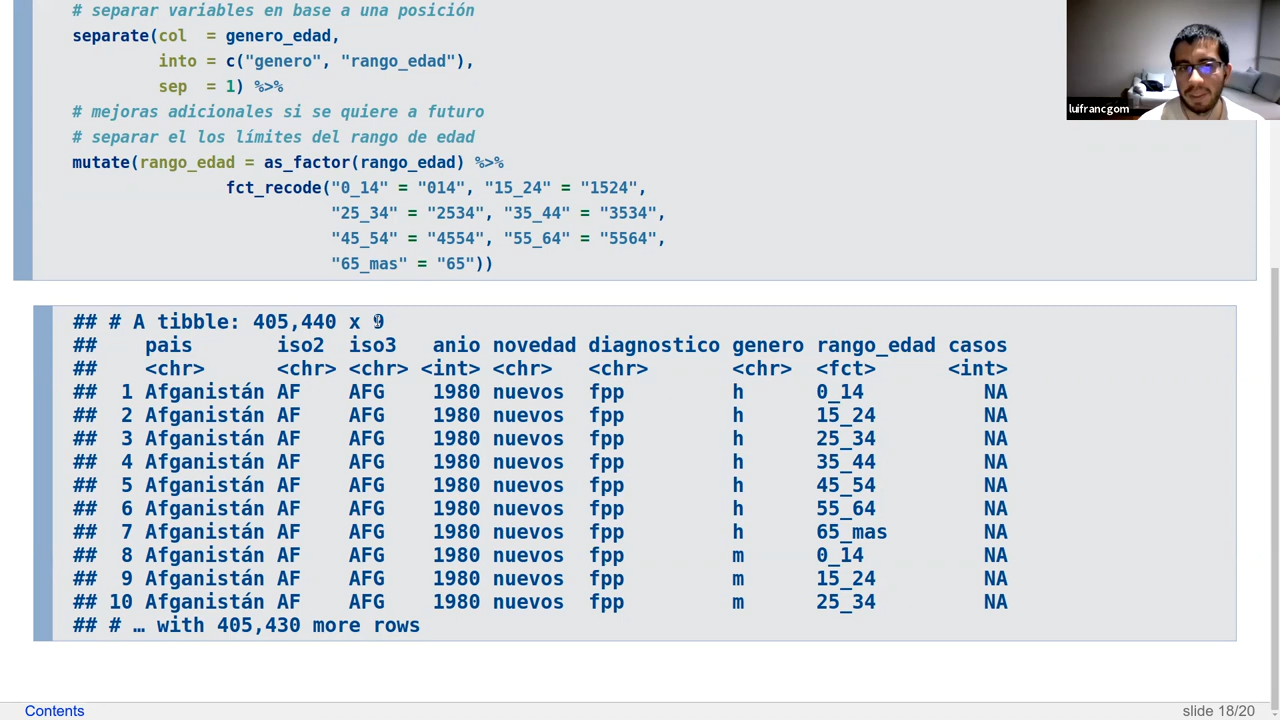 # separar variables en base a una posición
separate(col  = genero_edad,
         into = c("genero", "rango_edad"),
         sep  = 1) %>%
# mejoras adicionales si se quiere a futuro
# separar el los límites del rango de edad
mutate(rango_edad = as_factor(rango_edad) %>%
                fct_recode("0_14" = "014", "15_24" = "1524",
                           "25_34" = "2534", "35_44" = "3534",
                           "45_54" = "4554", "55_64" = "5564",
                           "65_mas" = "65"))
luifrancgom
## # A tibble: 405,440 x 9
##    pais       iso2  iso3   anio novedad diagnostico genero rango_edad casos
##    <chr>      <chr> <chr> <int> <chr>   <chr>       <chr>  <fct>      <int>
##  1 Afganistán AF    AFG    1980 nuevos  fpp         h      0_14          NA
##  2 Afganistán AF    AFG    1980 nuevos  fpp         h      15_24         NA
##  3 Afganistán AF    AFG    1980 nuevos  fpp         h      25_34         NA
##  4 Afganistán AF    AFG    1980 nuevos  fpp         h      35_44         NA
##  5 Afganistán AF    AFG    1980 nuevos  fpp         h      45_54         NA
##  6 Afganistán AF    AFG    1980 nuevos  fpp         h      55_64         NA
##  7 Afganistán AF    AFG    1980 nuevos  fpp         h      65_mas        NA
##  8 Afganistán AF    AFG    1980 nuevos  fpp         m      0_14          NA
##  9 Afganistán AF    AFG    1980 nuevos  fpp         m      15_24         NA
## 10 Afganistán AF    AFG    1980 nuevos  fpp         m      25_34         NA
## # … with 405,430 more rows
Contents
slide 18/20